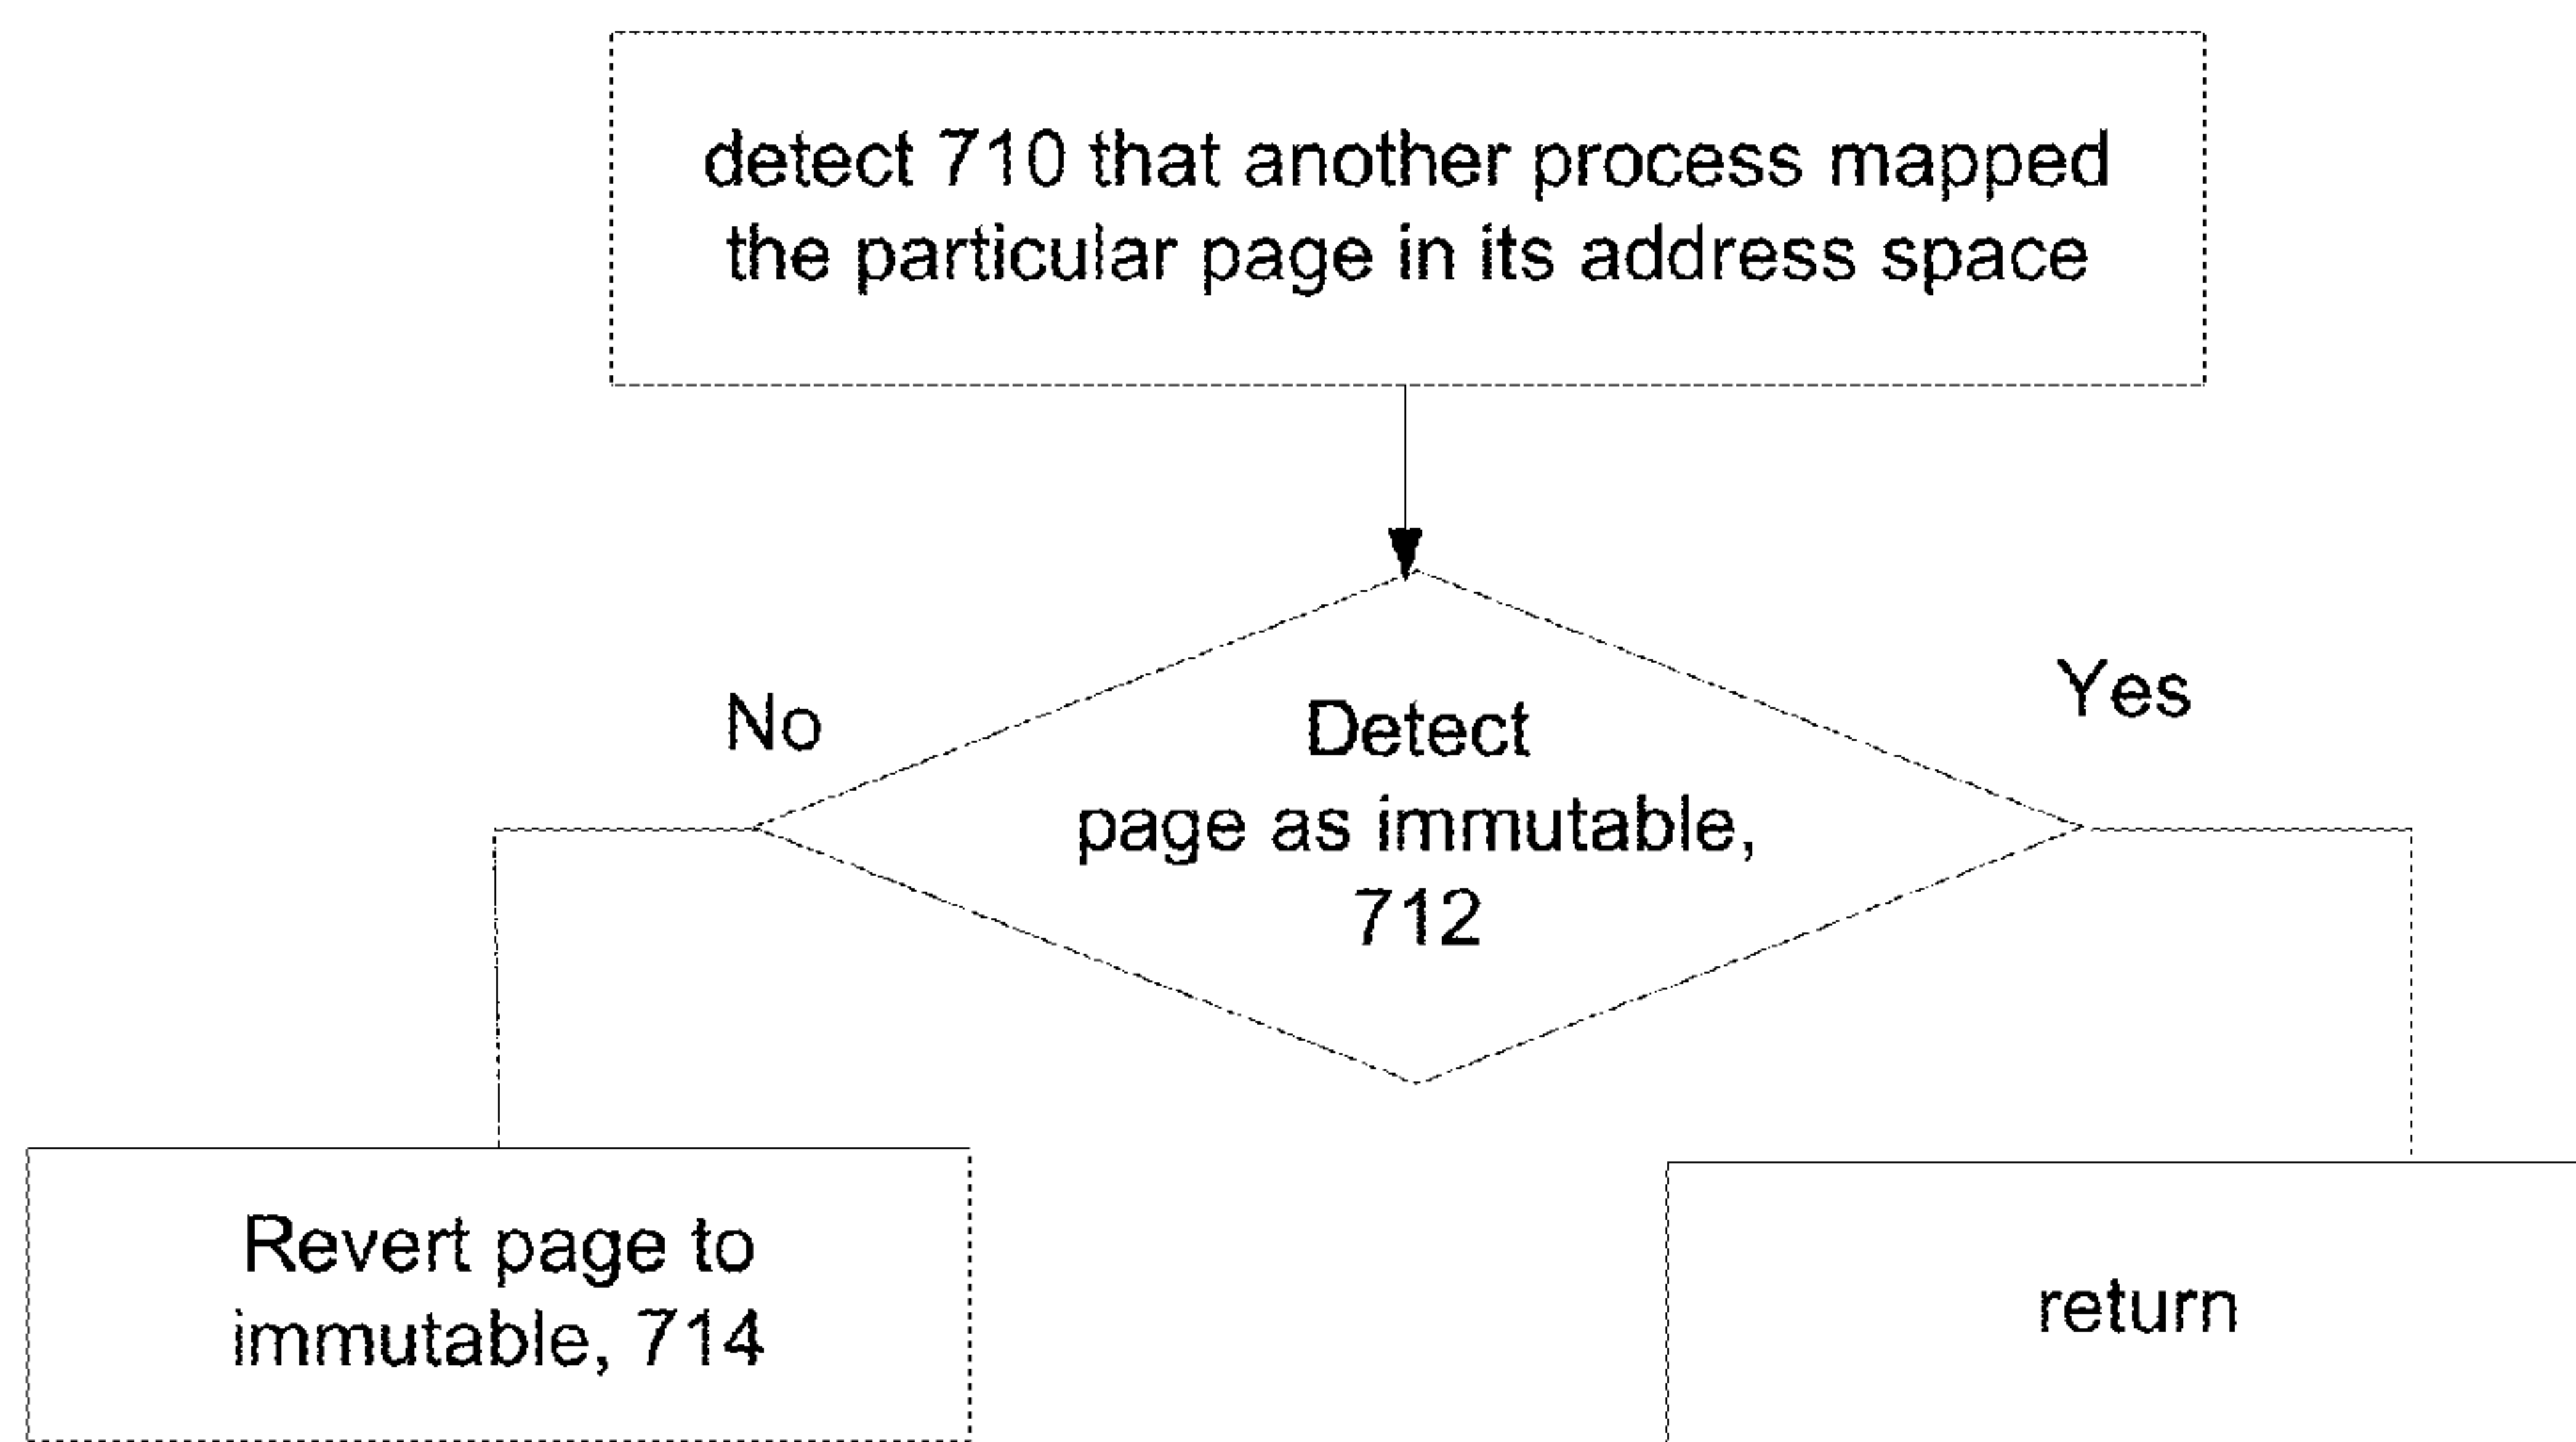 detect 710 that another process mapped
the particular page in its address space
No
Yes
Detect
page as immutable,
712
Revert page to
immutable, 714
return